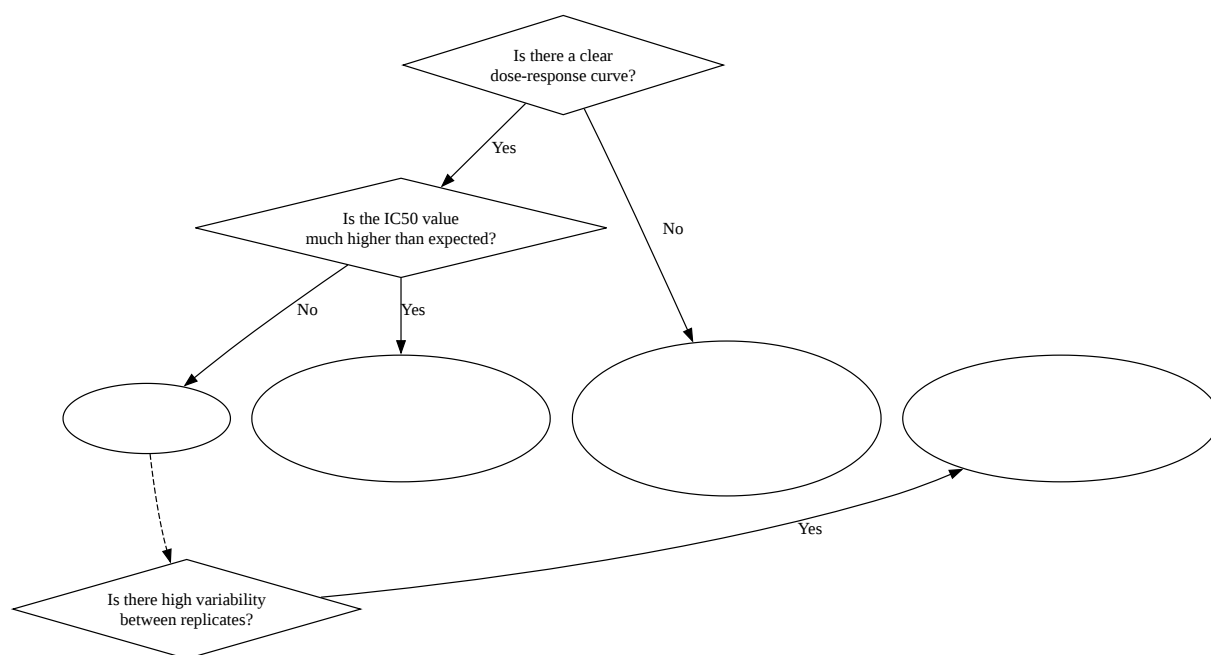 Is there a clear
dose-response curve?
Yes
Is the IC50 value
much higher than expected?
No
No
Yes
Yes
Is there high variability
between replicates?